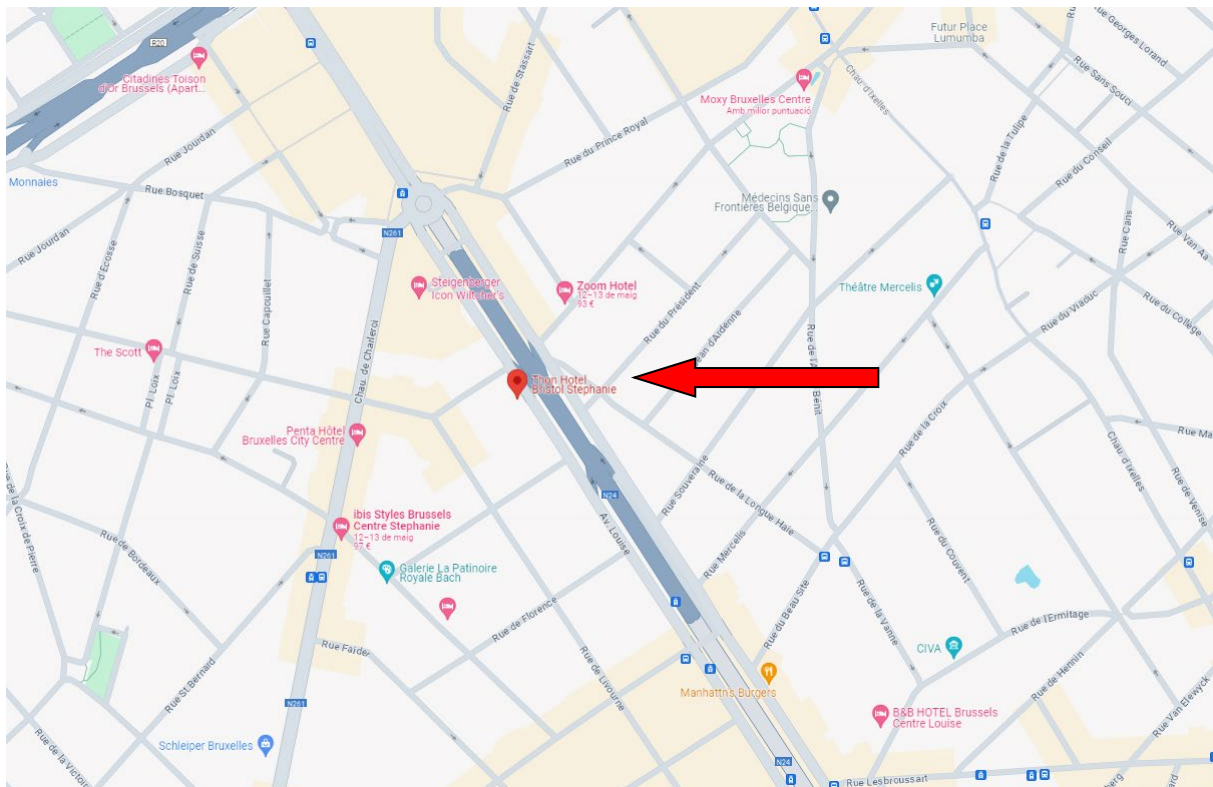 E40
Citadines Toison
d'or Brussels (Apart...
Rue Jourdan
Monnaies
Rue Bosquet
Rue Jourdan
Rue d'Ecosse
Rue de Suisse
Rue Capouillet
N261
Rue de Stassart
Rue du Prince Royal
Moxy Bruxelles Centre
Amb millor puntuació
Futur Place
Lumumba
Rue Georges Lorand
Rue Sans Souci
Chau. d'Ixelles
Rue de la Tulipe
Rue du Conseil
Rue Cans
Rue Van Aa
Médecins Sans
Frontières Belgique...
Steigenberger
Icon Wiltcher's
Zoom Hotel
12–13 de maig
93 €
Théâtre Mercelis
Rue du Président
Rue du Viaduc
Rue du College
The Scott
Pl. Loix
Pl. Loix
Chau. de Charleroi
Thon Hotel
Bristol Stephanie
Jean d'Ardenne
Penta Hôtel
Bruxelles City Centre
Rue de la Croix
Rue Ma
Chau. d'Ixelles
Rue de Venise
Rue de la Croix de Pierre
Rue de Bordeaux
ibis Styles Brussels
Centre Stephanie
12–13 de maig
97 €
N261
N24
Av. Louise
Rue Souveraine
Rue de la Longue Haie
Rue Mercelis
Rue du Couvent
Galerie La Patinoire
Royale Bach
Rue de Florence
Rue du Beau Site
Rue de la Vanne
Rue de l'Ermitage
CIVA
Rue Faider
Rue St Bernard
Rue de Livourne
Manhattn's Burgers
Rue de Hennin
Rue Van Elewyck
N261
B&B HOTEL Brussels
Centre Louise
Schleiper Bruxelles
Rue de la Victoire
N24
Rue Lesbroussart
berg
ard